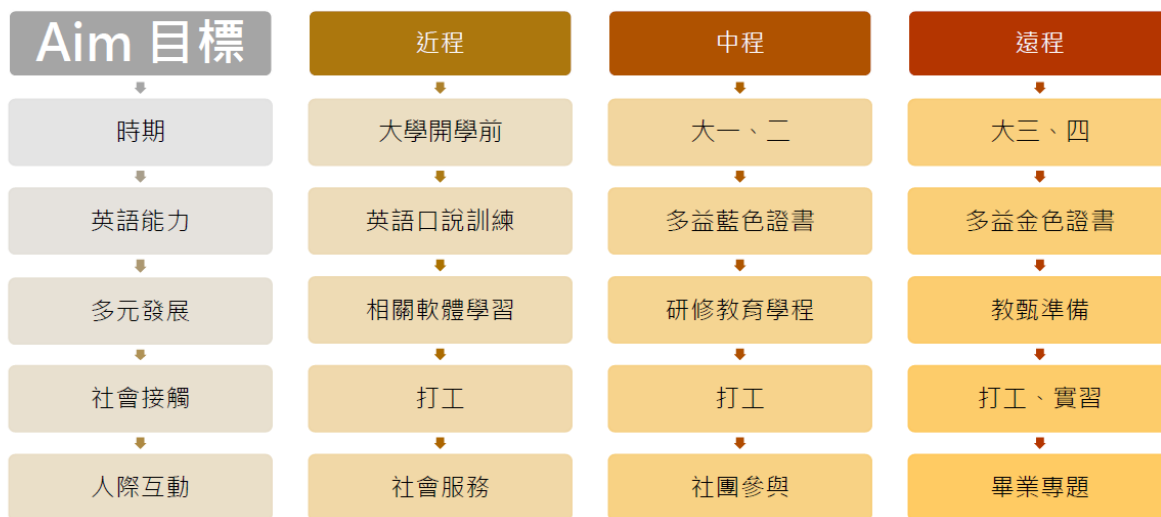 Aim 目標
近程
中程
遠程
時期
大學開學前
大一、二
大三、四
英語能力
英語口說訓練
多益藍色證書
多益金色證書
多元發展
相關軟體學習
研修教育學程
教甄準備
社會接觸
打工
打工
打工、實習
人際互動
社會服務
社團參與
畢業專題